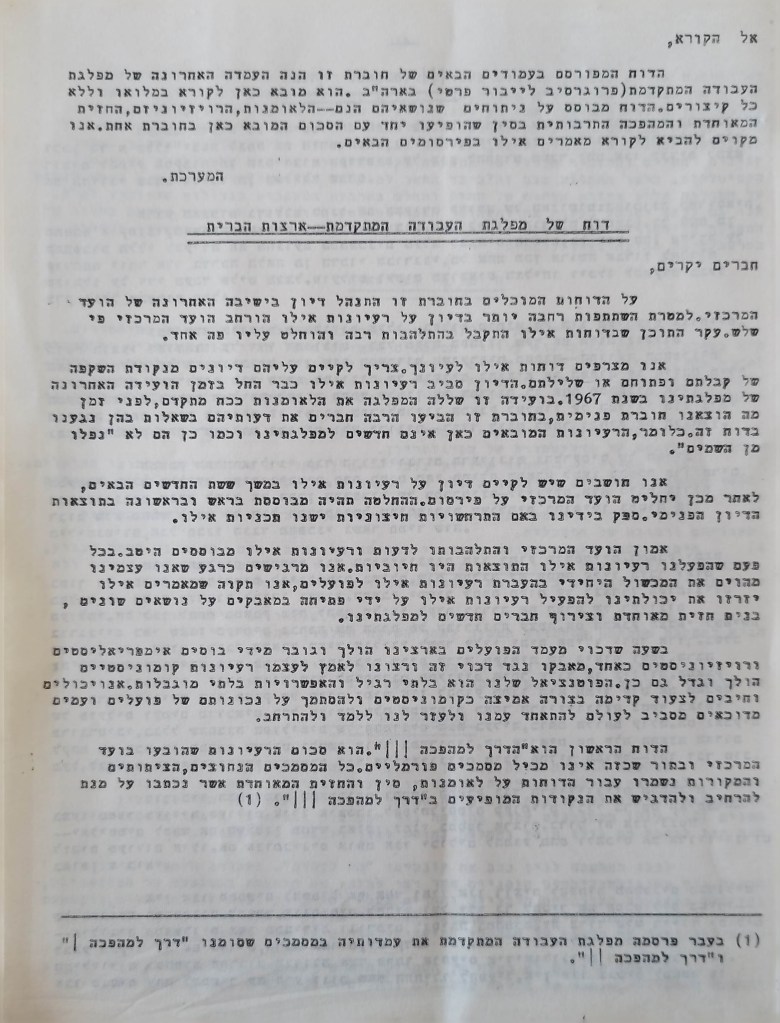 אל הקורא,
הדוח המפורסם בעמודים הבאים של חוברת זו הנה העמדה האחרונה של מפלגת
העבודה המתקדמת(פרוגרסיב לייבור פרטי) בארה"ב .הוא מובא כאן לקורא במלואו וללא
כל קיצורים.הדוח מבוסס על ניתוחים שנושאיהם הנם--הלאומנות,הרויזיוניזם,החזית
המאוחדת והמהפכה התרבותית בסין שהופיעו יחד עם הסכום המובא כאן בחוברת אחת.אנו
מקוים להביא לקורא מאמרים אילו בפירסומים הבאים.
המערכת.
דוח של מפלגת העבודה המתקדמת--ארצות הברית
חברים יקרים,
על הדוחות המוכלים בחוברת זו התנהל דיון בישיבה האחרונה של הועד
המרכזי.למטרת השתתפות רחבה יותר בדיון על רעיונות אילו הורחב הועד המרכזי פי
שלש.עקר התוכן שבדוחות אילו התקבל בהתלהבות רבה והוחלט עליו פה אחד.
אנו מצרפים דוחות אילו לעיונך.צריך לקיים עליהם דיונים מנקודת השקפה
של קבלתם ופתוחם או שלילתם.הדיון סביב רעיונות אילו כבר החל בזמן הועידה האחרונה
של מפלגתינו בשנת 1967.בועידה זו שללה המפלגה את הלאומנות ככח מתקדם,לפני זמן
מה הוצאנו חוברת פנימית,בחוברת זו הביעו הרבה חברים את דעותיהם בשאלות בהן נגענו
בדוח זה.כלומר,הרעיונות המובאים כאן אינם חדשים למפלגתינו וכמו כן הם לא "נפלו
מן השמים".
אנו חושבים שיש לקיים דיון על רעיונות אילו במשך ששת החדשים הבאים,
לאתר מכן יחליט הועד המרכזי על פירסום.ההחלטה תהיה מבוססת בראש ובראשונה בתוצאות
הדיון הפנימי.ספק בידינו באם התרחשויות חיצוניות ישנו תכניות אילו.
אמון הועד המרכזי והתלהבותו לדעות ורעיונות אילו מבוססים היטב.בכל
פעם שהפעלנו רעיונות אילו התוצאות היו חיוביות.אנו מרגישים כרגע שאנו עצמינו
מהוים את המכשול היחידי בהעברת רעיונות אילו לפועלים,אנו תקוה שמאמרים אילו
יזרזו את יכולתינו להפעיל רעיונות אילו על ידי פתיחה במאבקים על נושאים שונים ,
בנית חזית מאוחדת וצירוף חברים חדשים למפלגתינו.
בשעה שדכוי מעמד הפועלים בארצינו הולך וגובר מידי בוסים אימפריאליסטים
ורויזיוניסטים כאחד,מאבקו נגד דכוי זה ורצונו לאמץ לעצמו רעיונות קומוניסטיים
הולך וגדל גם כן.הפוטנציאל שלנו הוא בלתי רגיל והאפשרויות בלתי מוגבלות.אנויכולים
וחיבים לצעוד קדימה בצורה אמיצה כקומוניסטים ולהסתמך על נכונותם של פועלים ועמים
מדוכאים מסביב לעולם להתאחד עמנו ולעזר לנו ללמד ולהתרחב.
הדוח הראשון הוא"הדרך למהפכה |||".הוא סכום הרעיונות שהובעו בועד
המרכזי ובתור שכזה אינו מכיל מסמכים פורמליים.כל המסמכים הנחוצים,הציתותים
והמקורות נשמרו עבור הדוחות על לאומנות, סין והחזית המאוחדת אשר נכתבו על מנת
להרחיב ולהדגיש את הנקודות המופיעים ב"דרך למהפכה |||". (1)
(1) בעבר פרסמה מפלגת העבודה המתקדמת את עמדותיה במסמכים שסומנו "דרך למהפכה |"
ו"דרך למהפכה ||".